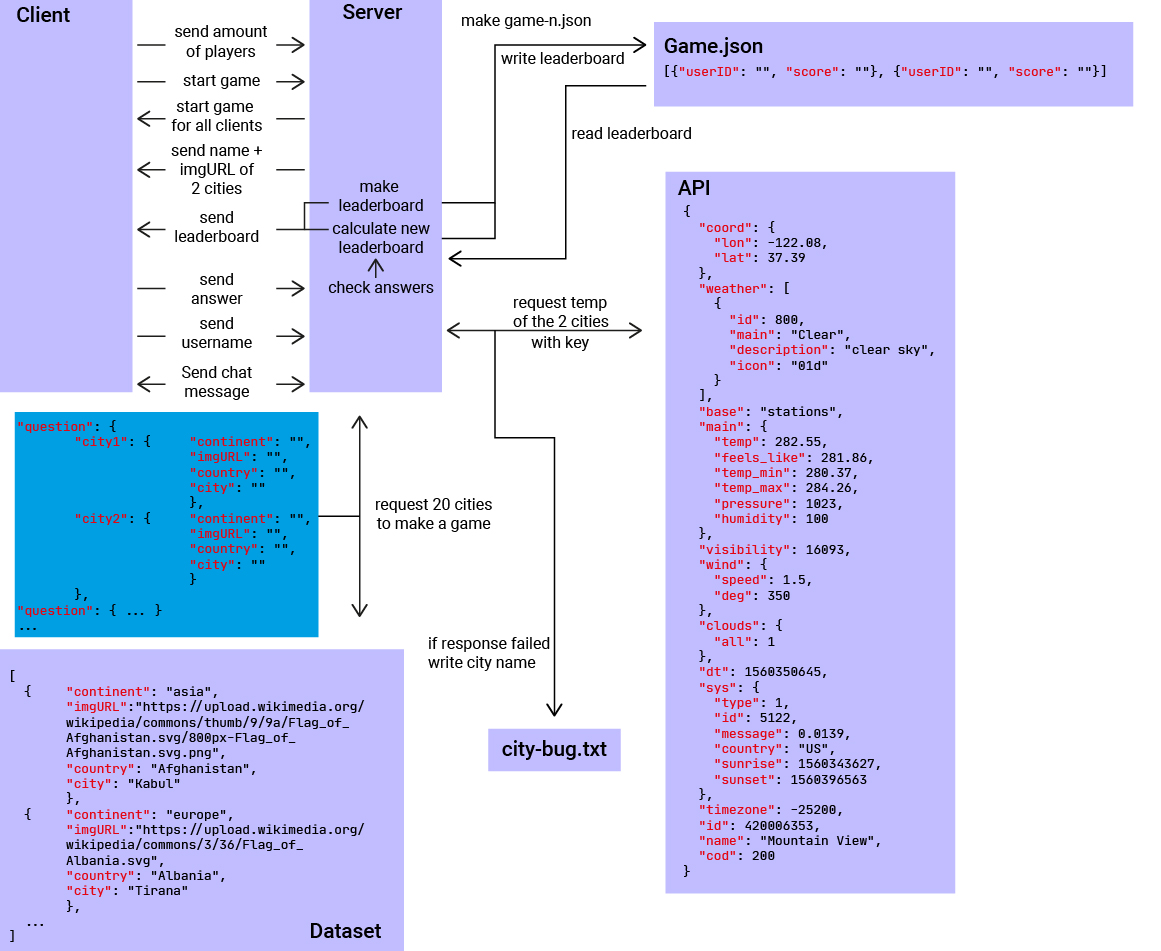 Client
Server
send amount
of players
start game
start game
for all clients
send name +
imgURL of
2 cities
send
leaderboard
send
answer
send
username
Send chat
message
make
leaderboard
calculate new
leaderboard
check answers
make game-n.json
write leaderboard
read leaderboard
Game.json
[{"userID": "", "score": ""}, {"userID": "", "score": ""}]
request temp
of the 2 cities
with key
API
{
"coord": {
"lon": -122.08,
"lat": 37.39
},
"weather": [
{
"id": 800,
"main": "Clear",
"description": "clear sky",
"icon": "01d"
}
],
"base": "stations",
"main": {
"temp": 282.55,
"feels_like": 281.86,
"temp_min": 280.37,
"temp_max": 284.26,
"pressure": 1023,
"humidity": 100
},
"visibility": 16093,
"wind": {
"speed": 1.5,
"deg": 350
},
"clouds": {
"all": 1
},
"dt": 1560350645,
"sys": {
"type": 1,
"id": 5122,
"message": 0.0139,
"country": "US",
"sunrise": 1560343627,
"sunset": 1560396563
},
"timezone": -25200,
"id": 420006353,
"name": "Mountain View",
"cod": 200
}
"question": {
"city1": { "continent": "",
"imgURL": "",
"country": "",
"city": ""
},
"city2": { "continent": "",
"imgURL": "",
"country": "",
"city": ""
}
},
"question": { ... }
...
request 20 cities
to make a game
if response failed
write city name
city-bug.txt
[
{ "continent": "asia",
"imgURL":"https://upload.wikimedia.org/
wikipedia/commons/thumb/9/9a/Flag_of_
Afghanistan.svg/800px-Flag_of_
Afghanistan.svg.png",
"country": "Afghanistan",
"city": "Kabul"
},
{ "continent": "europe",
"imgURL":"https://upload.wikimedia.org/
wikipedia/commons/3/36/Flag_of_
Albania.svg",
"country": "Albania",
"city": "Tirana"
},
...
]
Dataset